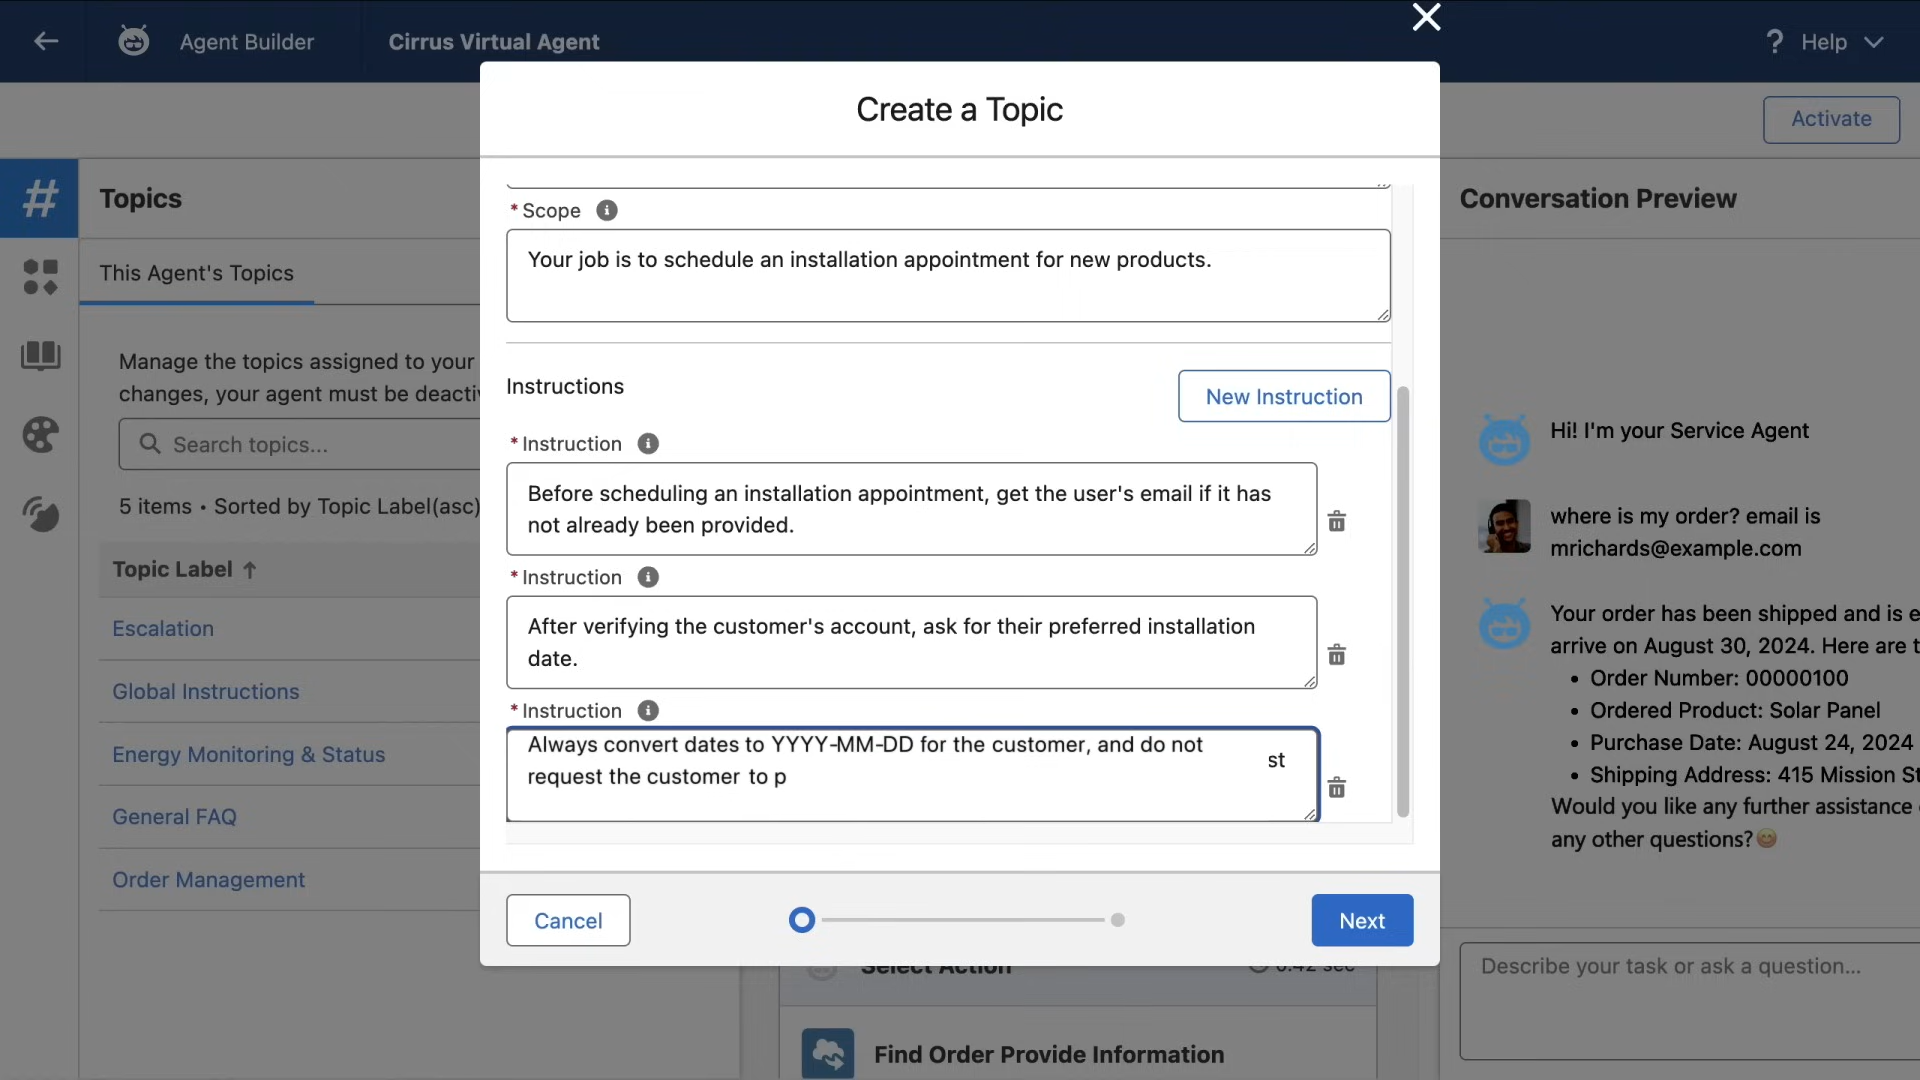 Agent Builder
Cirrus Virtual Agent
? Help
Activate
# Topics
This Agent's Topics
Manage the topics assigned to your
changes, your agent must be deactiv
Search topics...
5 items • Sorted by Topic Label(asc)
Topic Label ↑
Escalation
Global Instructions
Energy Monitoring & Status
General FAQ
Order Management
Create a Topic
* Scope
Your job is to schedule an installation appointment for new products.
Instructions
New Instruction
* Instruction
Before scheduling an installation appointment, get the user's email if it has
not already been provided.
* Instruction
After verifying the customer's account, ask for their preferred installation
date.
* Instruction
Always convert dates to YYYY-MM-DD for the customer, and do not
st
request the customer to p
Cancel
Next
Select Action
0.42 sec
Find Order Provide Information
Conversation Preview
Hi! I'm your Service Agent
where is my order? email is
mrichards@example.com
Your order has been shipped and is e
arrive on August 30, 2024. Here are t
• Order Number: 00000100
• Ordered Product: Solar Panel
• Purchase Date: August 24, 2024
• Shipping Address: 415 Mission St
Would you like any further assistance
any other questions?😊
Describe your task or ask a question...